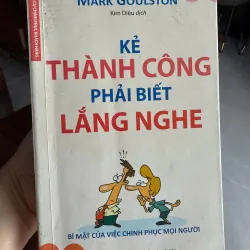 MARK GOULSTON
Kim Diệu dịch
KẺ
THÀNH CÔNG
PHẢI BIẾT
LẮNG NGHE
BÍ MẬT CỦA VIỆC CHINH PHỤC MỌI NGƯỜI